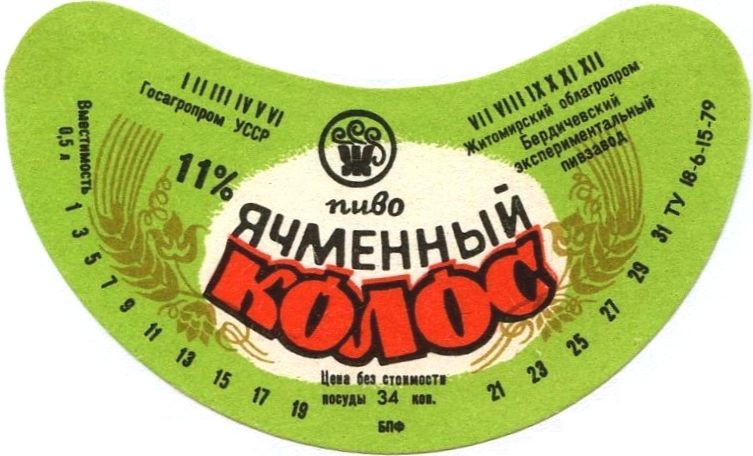 I II III IV V VI
Госагропром УССР
VII VIII IX X XI XII
Житомирский облагропром
Бердичевский
экспериментальный
пивзавод
Вместимость
0,5 л
11%
Ж
пиво
ЯЧМЕННЫЙ
КОЛОС
1 3 5 7 9 11 13 15 17 19
21 23 25 27 29 31 ТУ 18-6-15-79
Цена без стоимости
посуды 34 коп.
БПФ